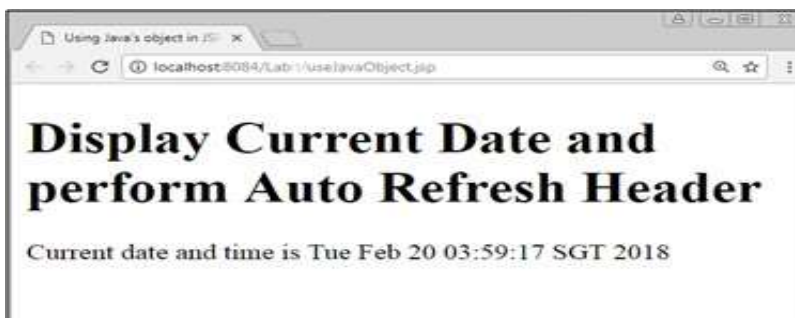 Using Java's object in JS
localhost:8084/Lab
/useJavaObject.jsp
Display Current Date and
perform Auto Refresh Header
Current date and time is Tue Feb 20 03:59:17 SGT 2018